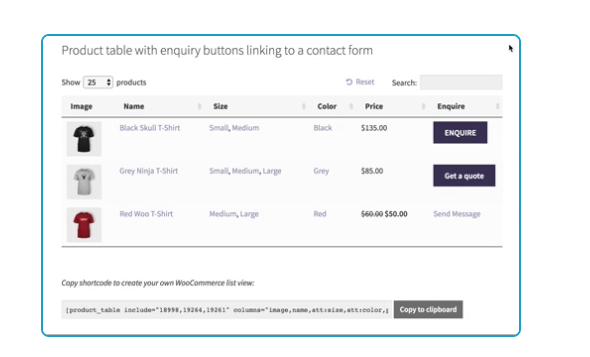 Product table with enquiry buttons linking to a contact form
Show 25 products Reset Search:
Image Name Size Color Price Enquire
Black Skull T-Shirt Small, Medium Black $135.00 ENQUIRE
Grey Ninja T-Shirt Small, Medium, Large Grey $85.00 Get a quote
Red Woo T-Shirt Medium, Large Red $60.00 $50.00 Send Message
Copy shortcode to create your own WooCommerce list view:
[product_table include="18998,19264,19261" columns="image,name,att:size,att:color,p Copy to clipboard